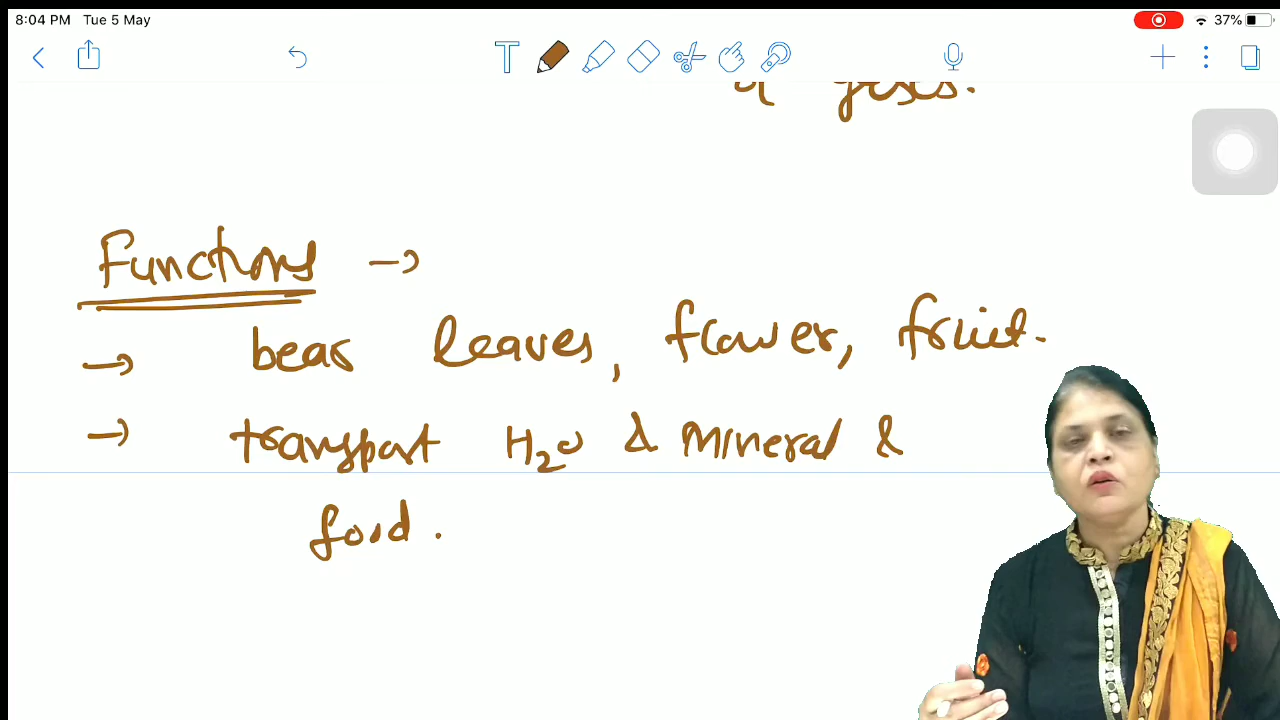 8:04 PM Tue 5 May 37%
T
Functions →
→ bear leaves, flower, fruit.
→ transport H2O & Mineral &
food.